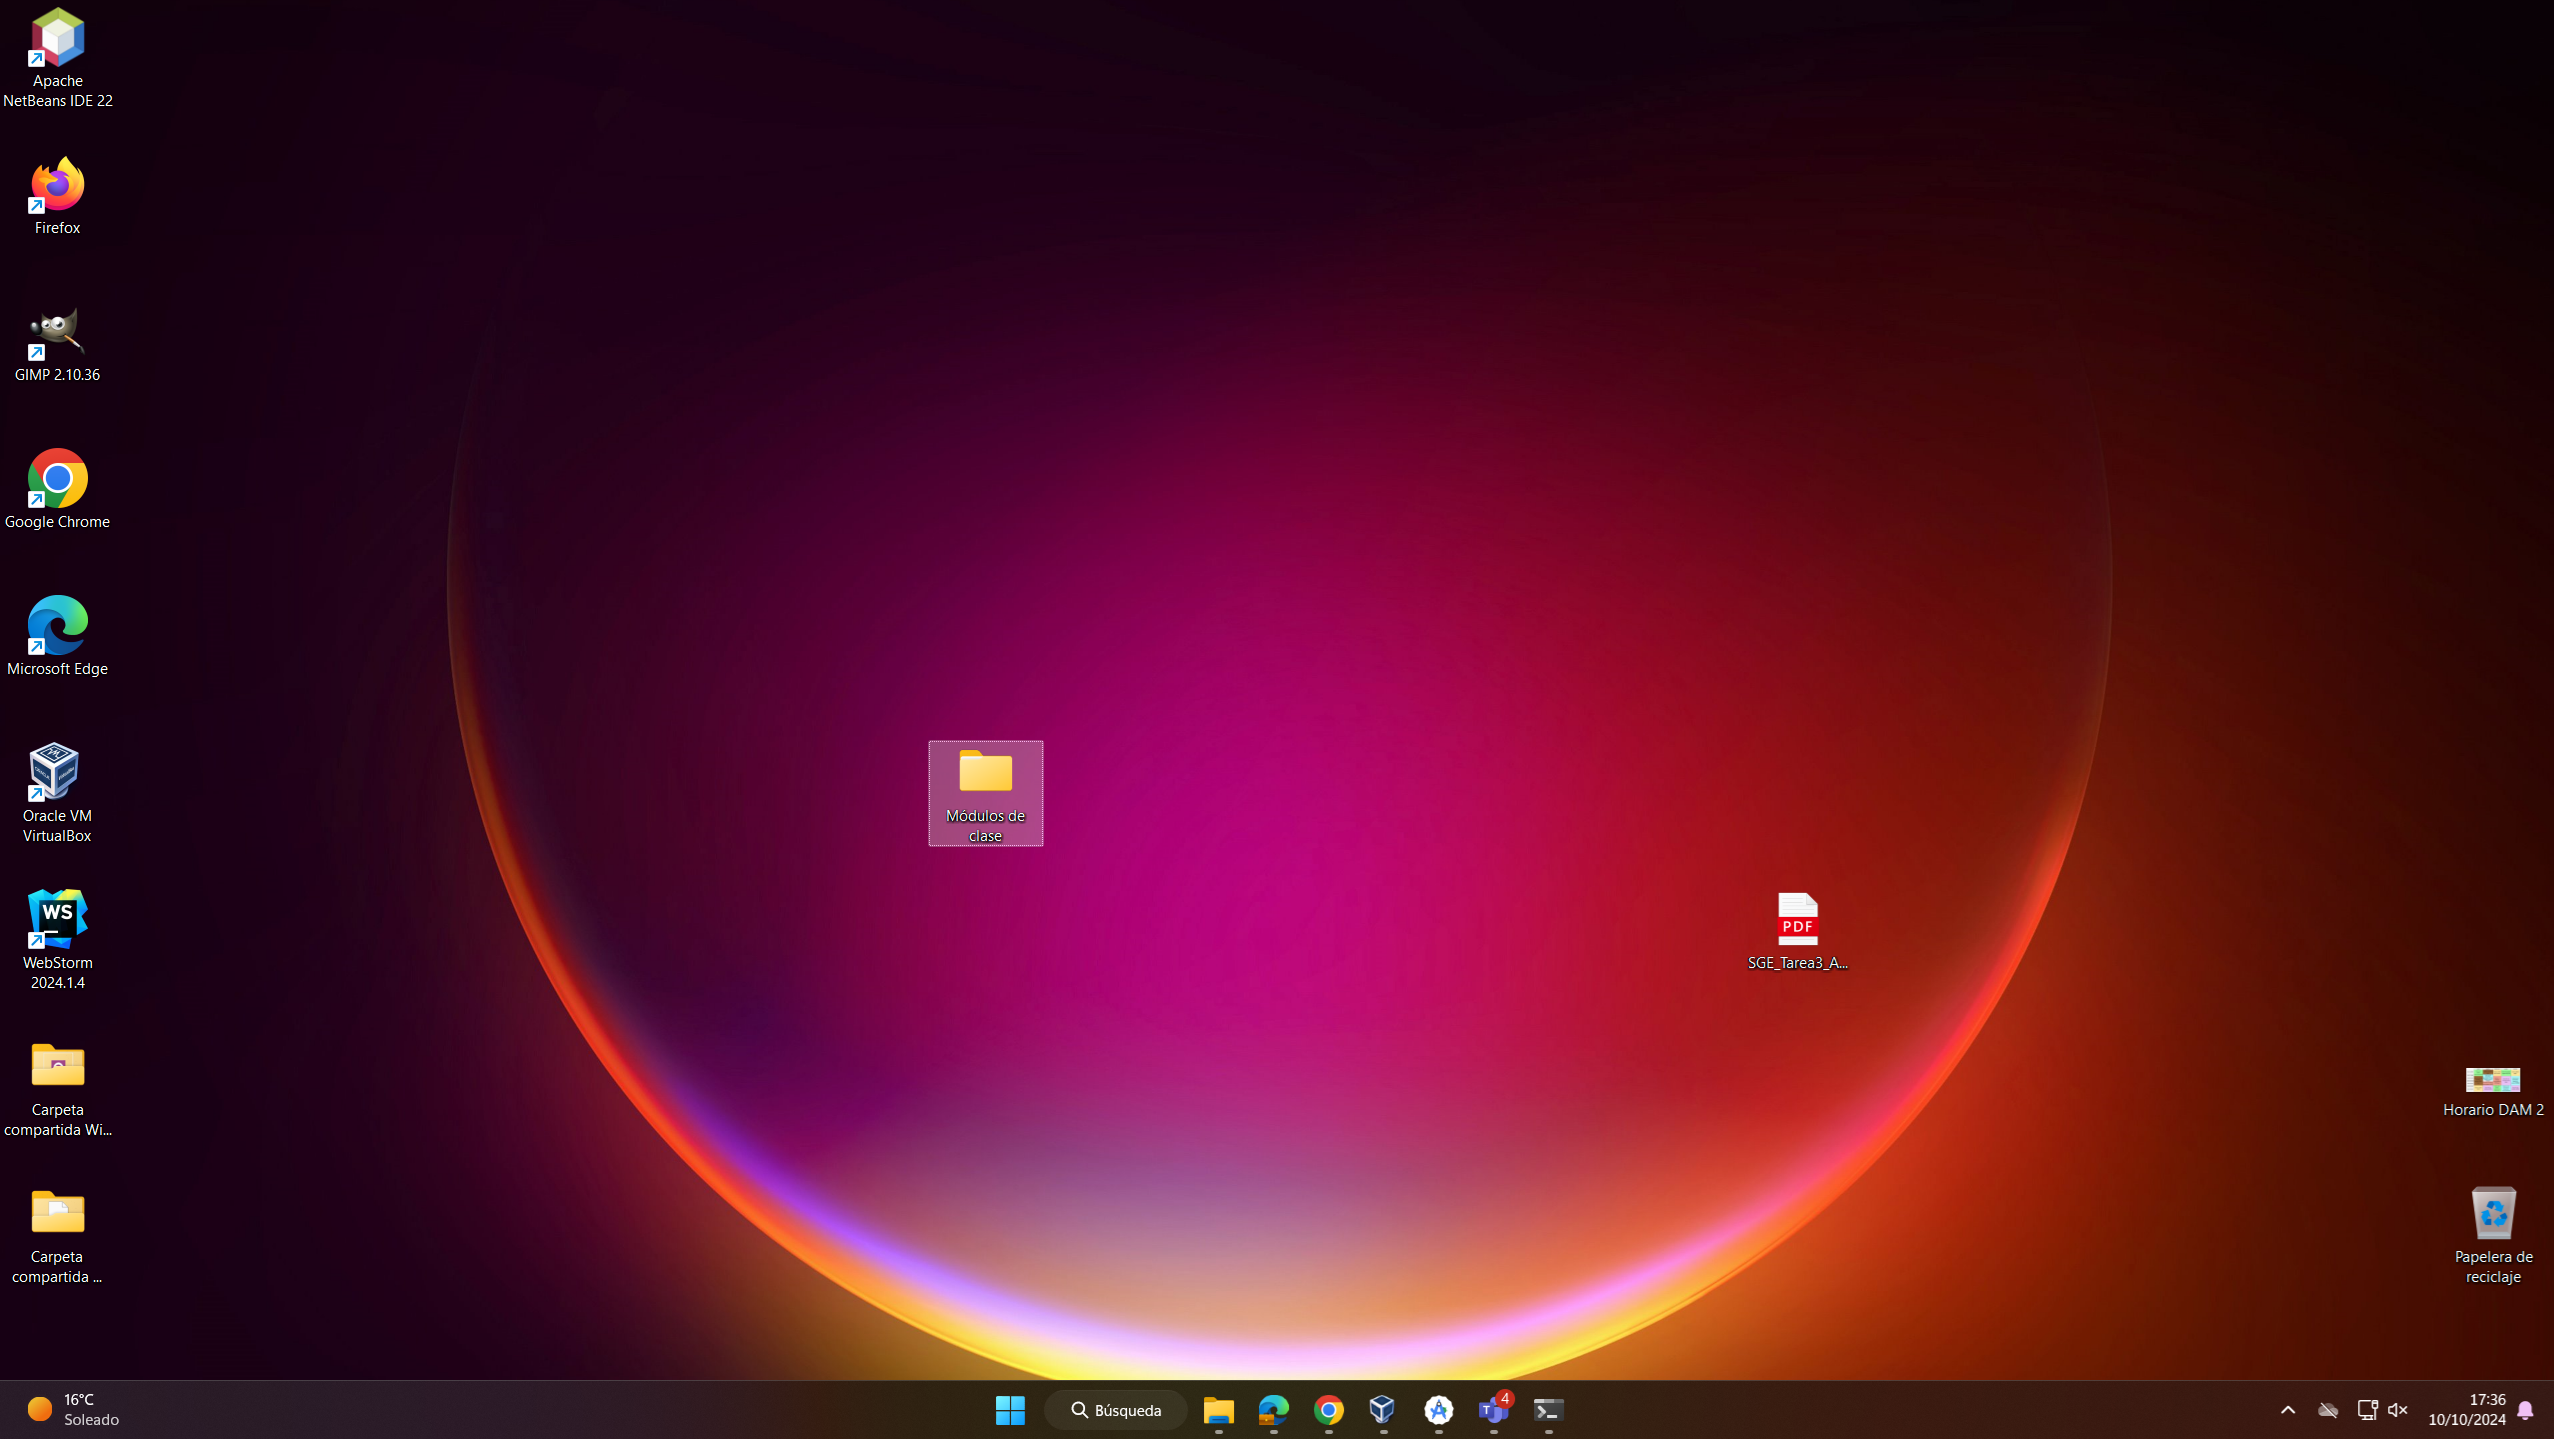 Apache
NetBeans IDE 22
Firefox
GIMP 2.10.36
Google Chrome
Microsoft Edge
Oracle VM
VirtualBox
WS
WebStorm
2024.1.4
Carpeta
compartida Wi...
Carpeta
compartida ...
Módulos de
clase
PDF
SGE_Tarea3_A...
Horario DAM 2
Papelera de
reciclaje
16°C
Soleado
Búsqueda
4
17:36
10/10/2024